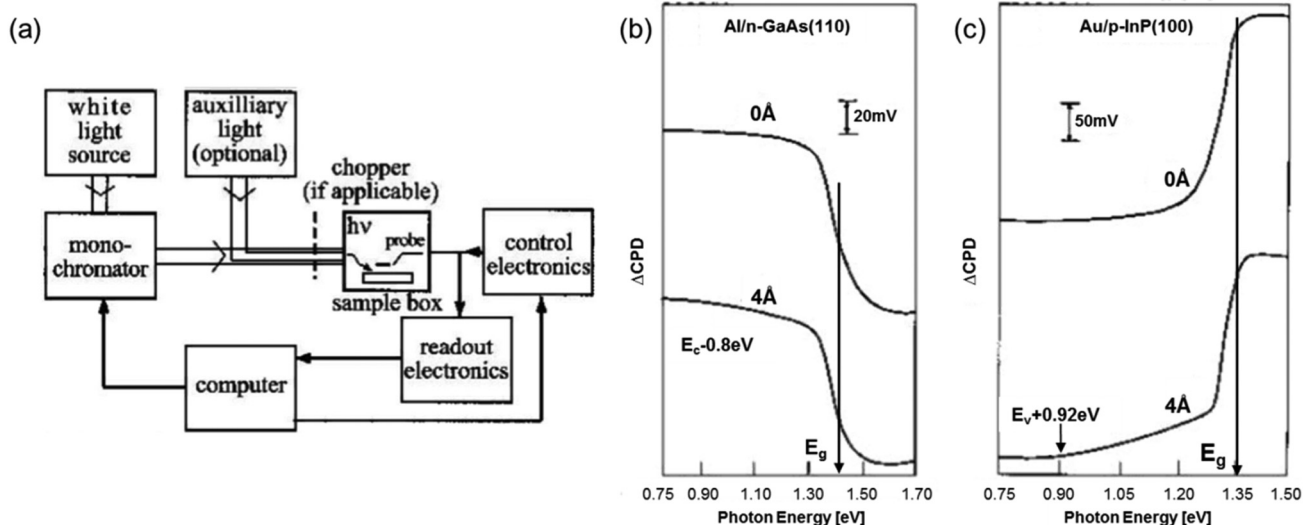 (a)
white
light
source
auxilliary
light
(optional)
chopper
(if applicable)
mono-
chromator
hν
probe
sample box
control
electronics
readout
electronics
computer
(b)
Al/n-GaAs(110)
0Å
20mV
ΔCPD
4Å
Ec-0.8eV
Eg
0.75 0.90 1.10 1.30 1.50 1.70
Photon Energy [eV]
(c)
Au/p-InP(100)
50mV
0Å
ΔCPD
4Å
Ev+0.92eV
Eg
0.75 0.90 1.05 1.20 1.35 1.50
Photon Energy [eV]